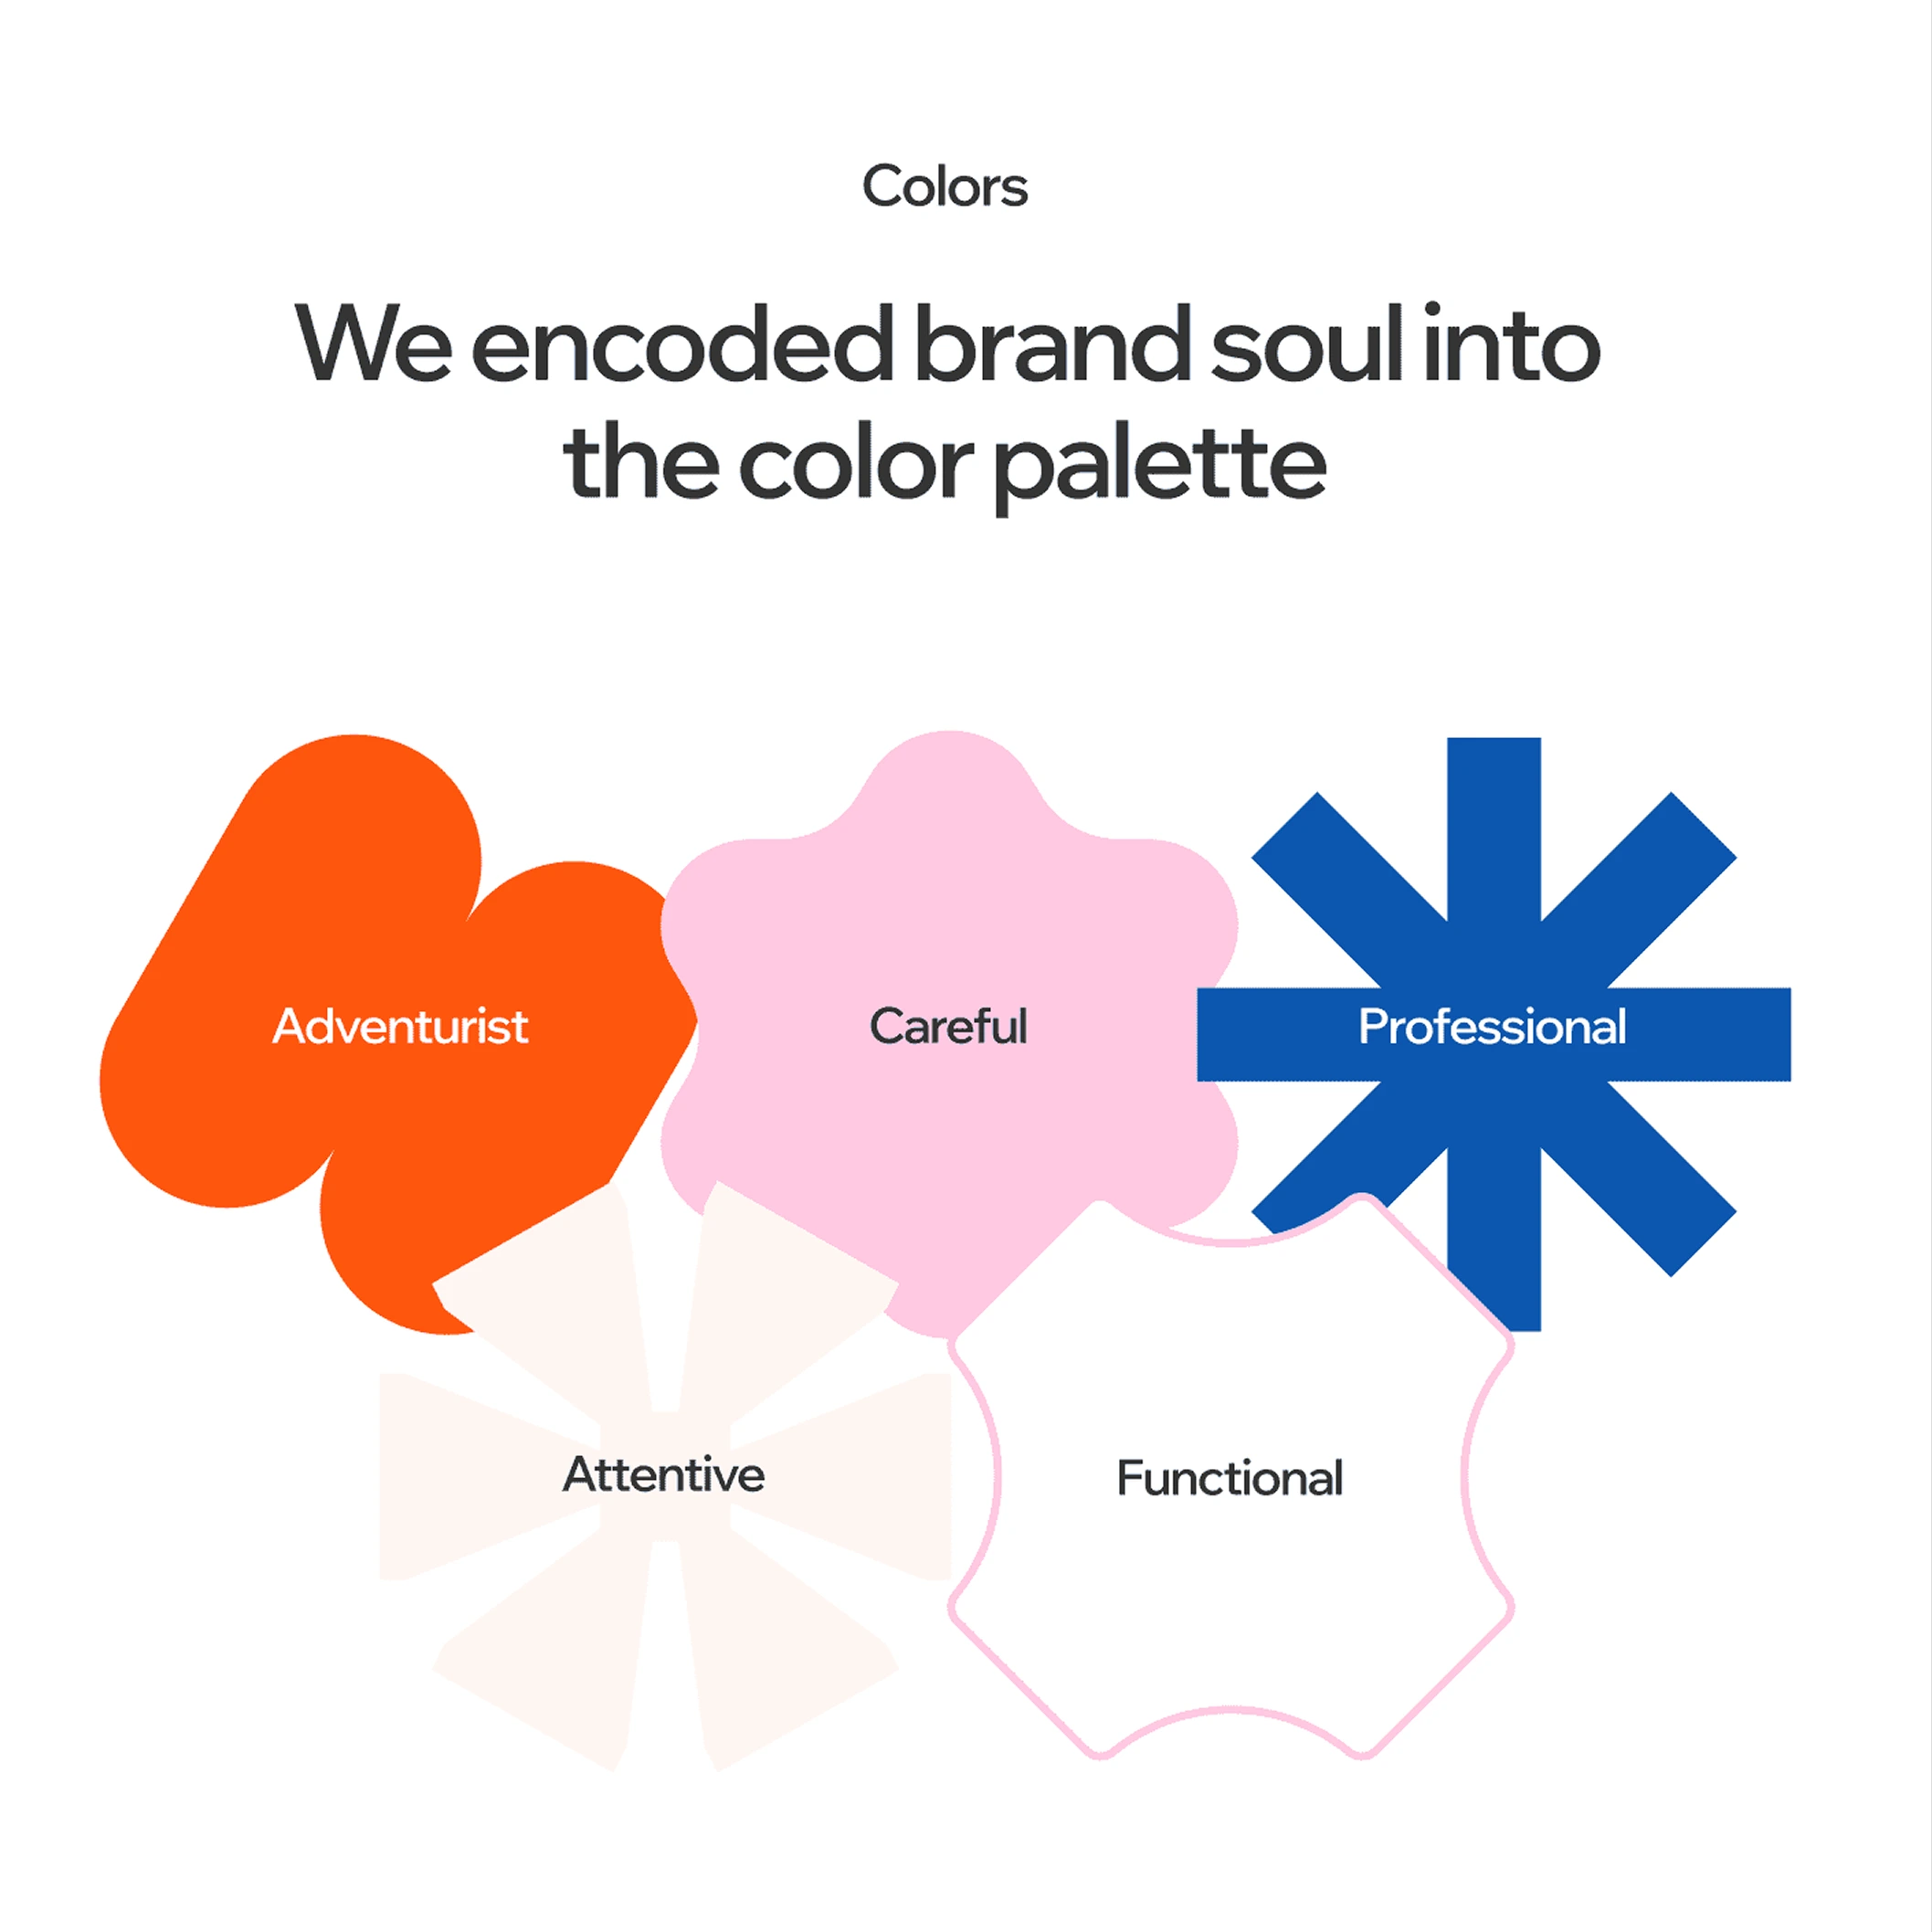 Colors
We encoded brand soul into
the color palette
Adventurist
Careful
Professional
Attentive
Functional